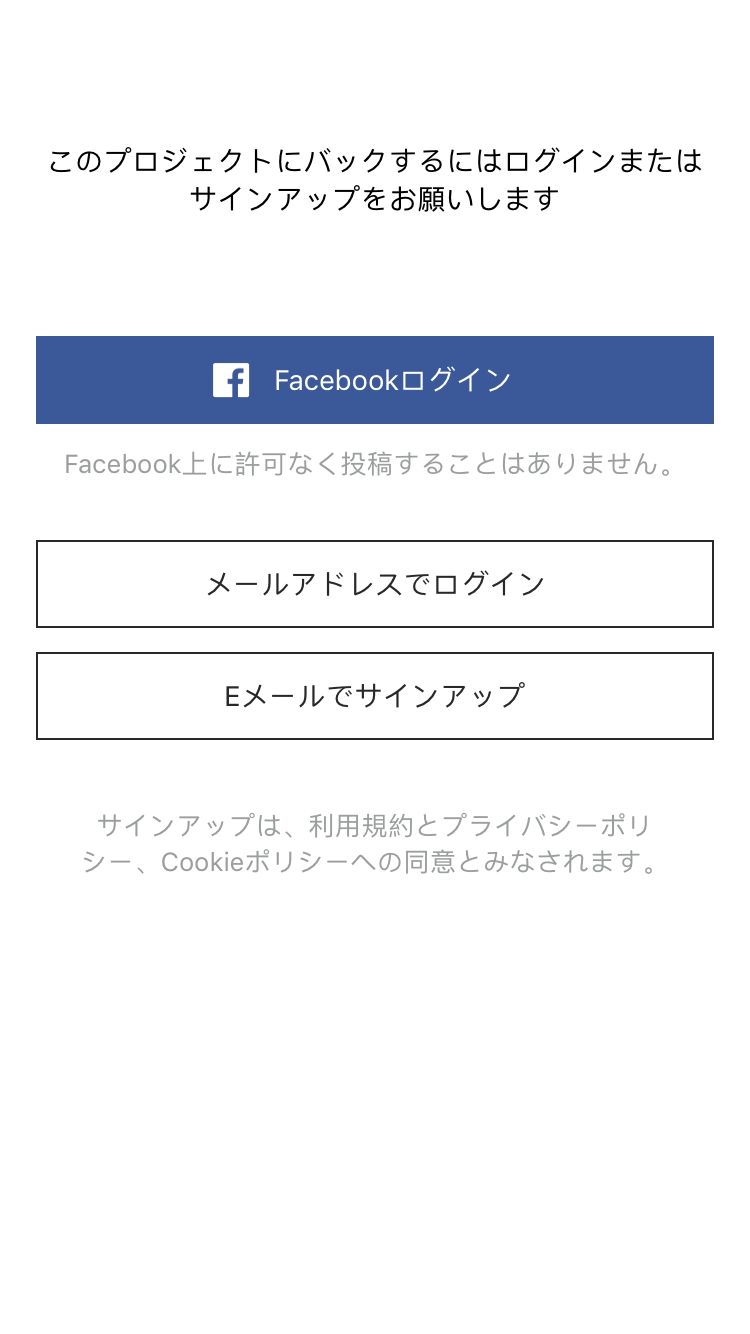 このプロジェクトにバックするにはログインまたは
サインアップをお願いします
Facebookログイン
Facebook上に許可なく投稿することはありません。
メールアドレスでログイン
Eメールでサインアップ
サインアップは、利用規約とプライバシーポリ
シー、Cookieポリシーへの同意とみなされます。